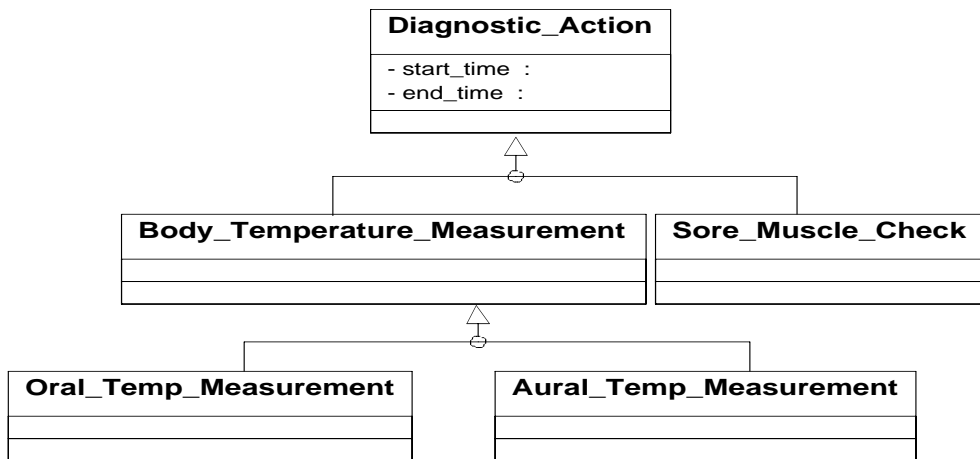 Diagnostic_Action
- start_time :
- end_time :
Body_Temperature_Measurement
Sore_Muscle_Check
Oral_Temp_Measurement
Aural_Temp_Measurement